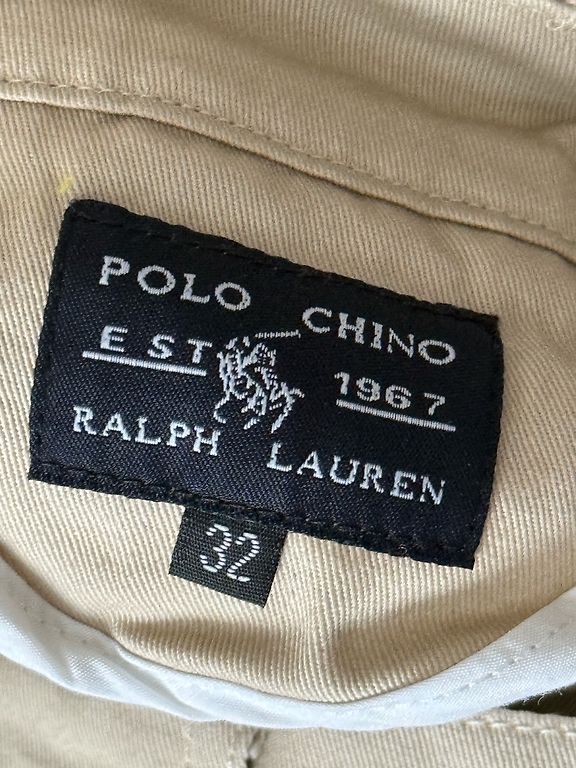 POLO CHINO
EST 1967
RALPH LAUREN
32